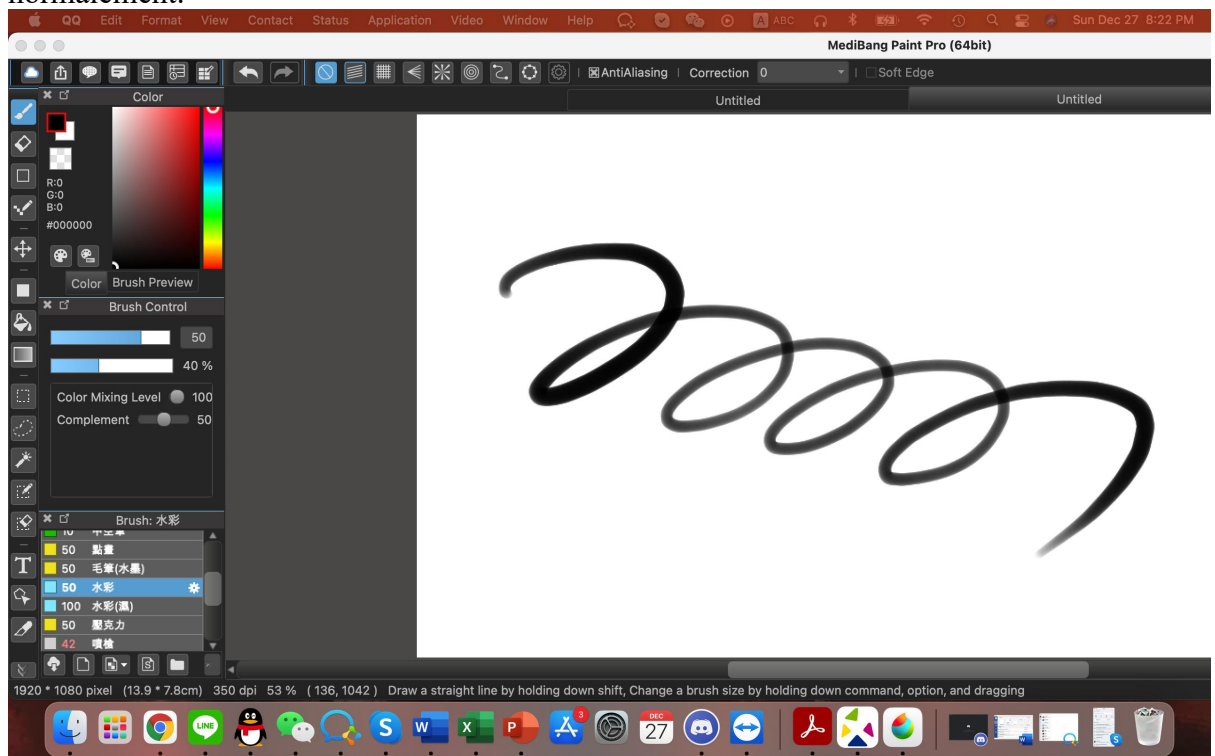 QQ Edit Format View Contact Status Application Video Window Help ABC Sun Dec 27 8:22 PM
MediBang Paint Pro (64bit)
AntiAliasing Correction 0 Soft Edge
Color Untitled Untitled
R:0
G:0
B:0
#000000
Color Brush Preview
Brush Control
50
40 %
Color Mixing Level 100
Complement 50
Brush: 水彩
50 點畫
50 毛筆(水墨)
50 水彩
100 水彩(濕)
50 壓克力
42 噴槍
1920 * 1080 pixel (13.9 * 7.8cm) 350 dpi 53 % ( 136, 1042 ) Draw a straight line by holding down shift, Change a brush size by holding down command, option, and dragging
LINE S W X P 3 DEC 27